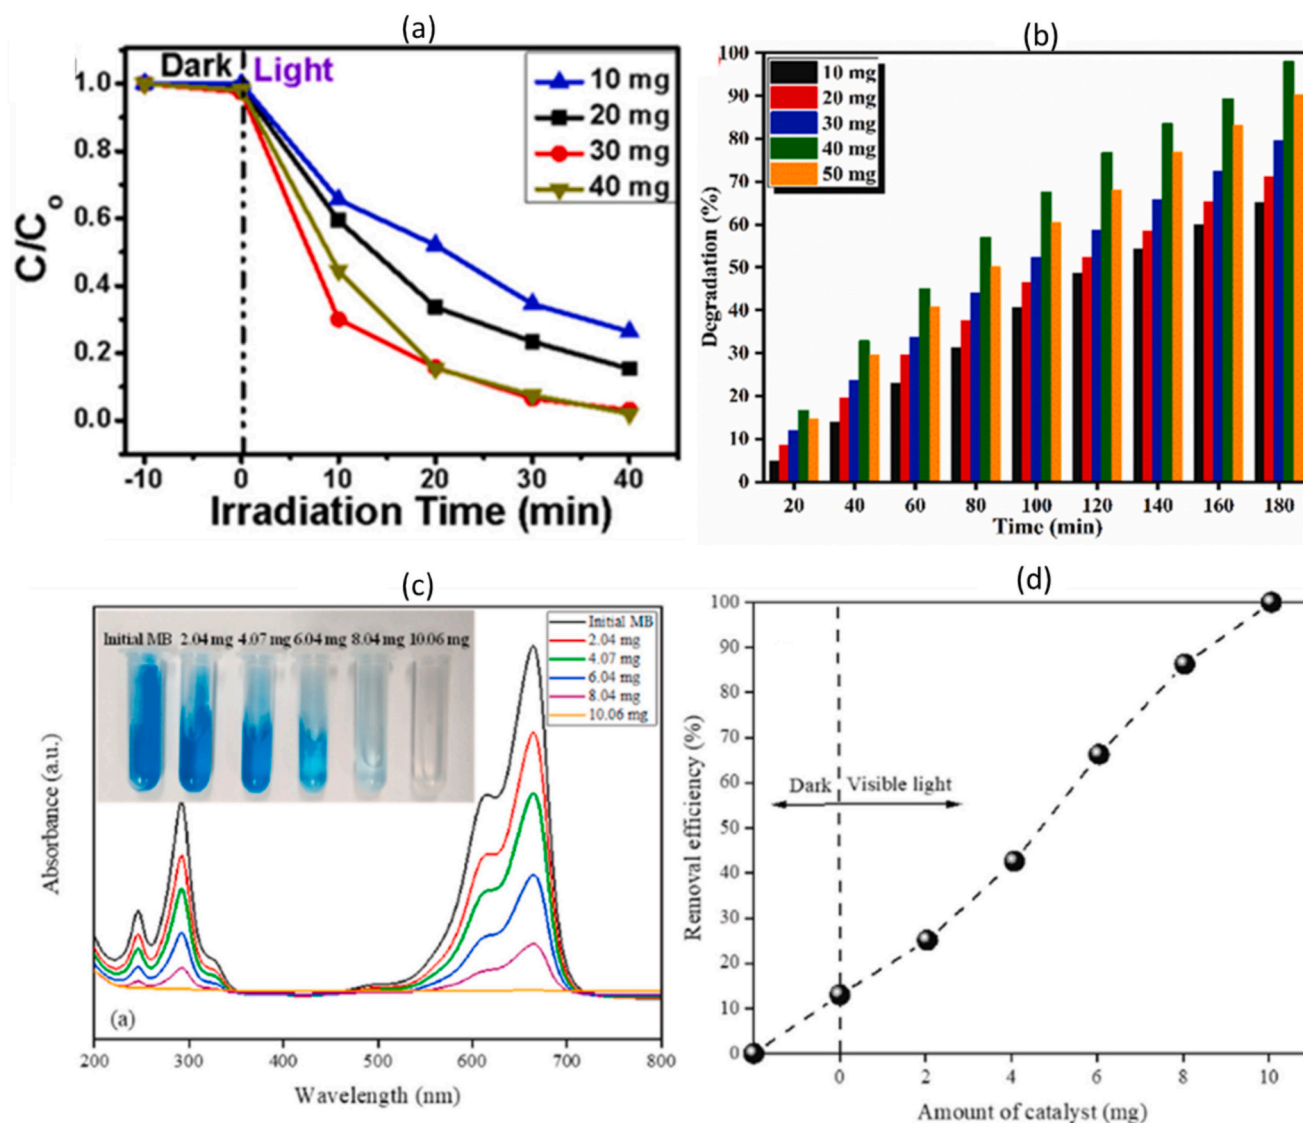 (a)
Dark Light
10 mg
20 mg
30 mg
40 mg
C/Co
1.0
0.8
0.6
0.4
0.2
0.0
-10 0 10 20 30 40
Irradiation Time (min)
(b)
10 mg
20 mg
30 mg
40 mg
50 mg
Degradation (%)
100
90
80
70
60
50
40
30
20
10
0
20 40 60 80 100 120 140 160 180
Time (min)
(c)
Initial MB 2.04 mg 4.07 mg 6.04 mg 8.04 mg 10.06 mg
Initial MB
2.04 mg
4.07 mg
6.04 mg
8.04 mg
10.06 mg
Absorbance (a.u.)
(a)
200 300 400 500 600 700 800
Wavelength (nm)
(d)
Removal efficiency (%)
100
90
80
70
60
50
40
30
20
10
0
Dark Visible light
0 2 4 6 8 10
Amount of catalyst (mg)